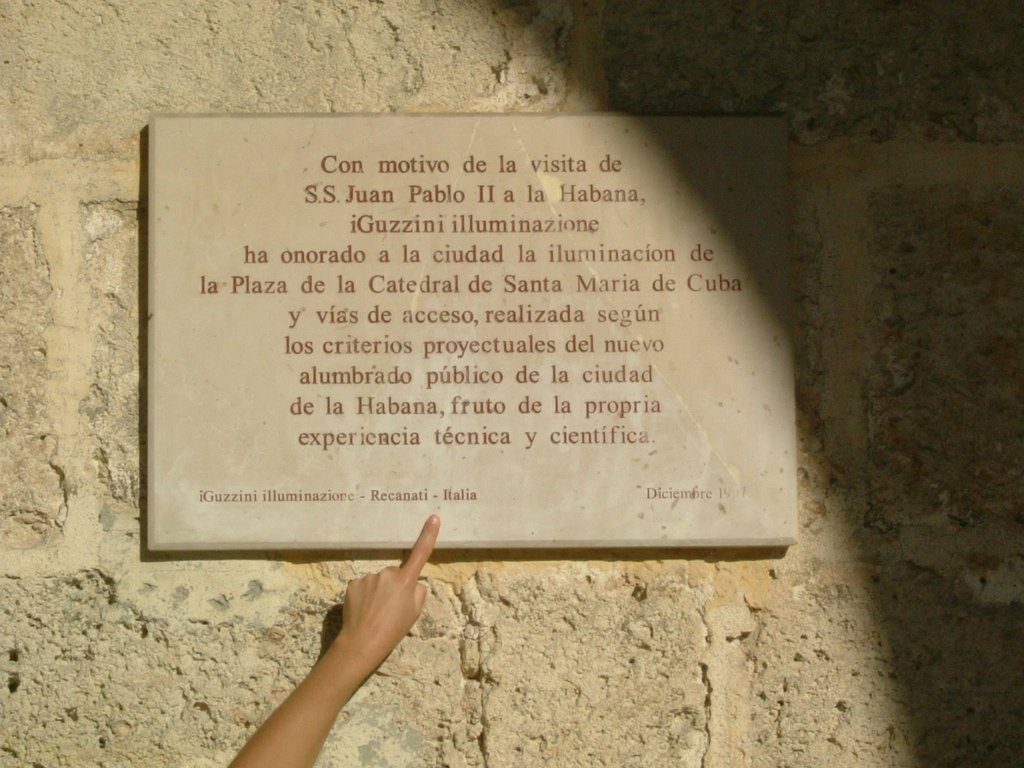 Con motivo de la visita de
S.S. Juan Pablo II a la Habana,
iGuzzini illuminazione
ha onorado a la ciudad la iluminacíon de
la Plaza de la Catedral de Santa Maria de Cuba
y vías de acceso, realizada según
los criterios proyectuales del nuevo
alumbrado público de la ciudad
de la Habana, fruto de la propria
experiencia técnica y científica.
iGuzzini illuminazione - Recanati - Italia
Diciembre